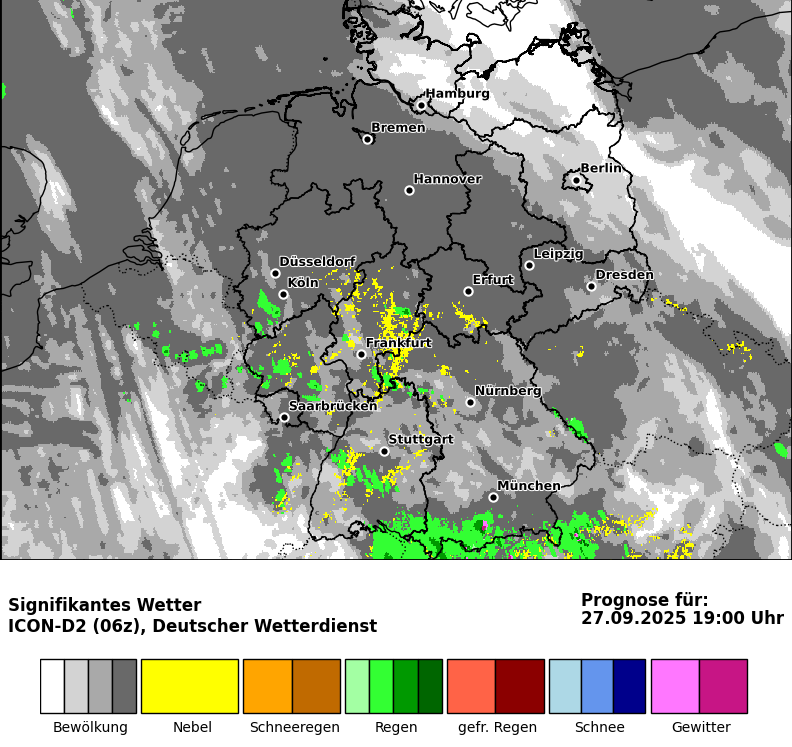 Hamburg
Bremen
Berlin
Hannover
Düsseldorf
Leipzig
Köln
Erfurt
Dresden
Frankfurt
Nürnberg
Saarbrücken
Stuttgart
München
Signifikantes Wetter
ICON-D2 (06z), Deutscher Wetterdienst
Prognose für:
27.09.2025 19:00 Uhr
Bewölkung Nebel Schneeregen Regen gefr. Regen Schnee Gewitter